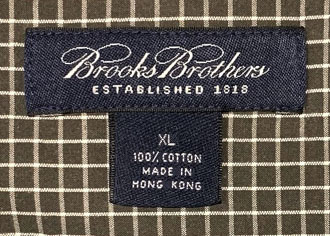 Brooks Brothers
ESTABLISHED 1818
XL
100% COTTON
MADE IN
HONG KONG